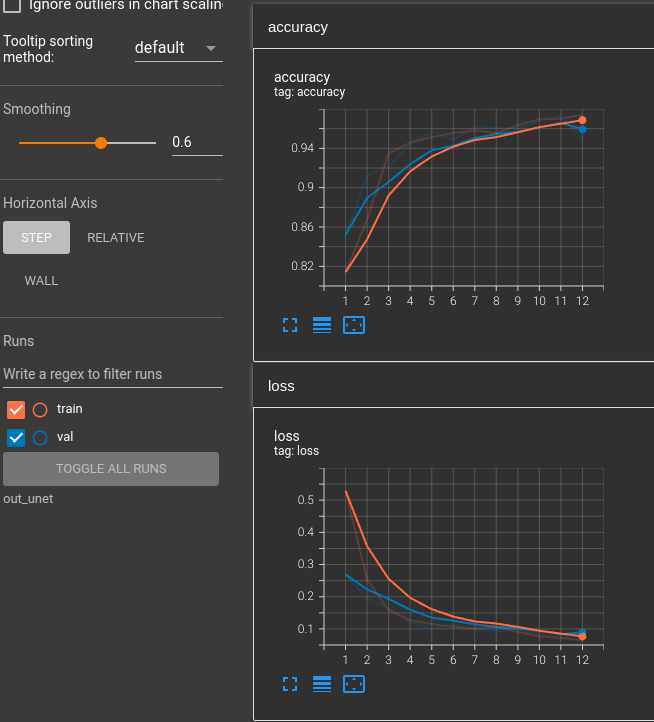 Ignore outliers in chart scalin
Tooltip sorting
method:
default
Smoothing
0.6
Horizontal Axis
STEP
RELATIVE
WALL
Runs
Write a regex to filter runs
train
val
TOGGLE ALL RUNS
out_unet
accuracy
accuracy
tag: accuracy
0.94
0.9
0.86
0.82
1 2 3 4 5 6 7 8 9 10 11 12
loss
loss
tag: loss
0.5
0.4
0.3
0.2
0.1
1 2 3 4 5 6 7 8 9 10 11 12